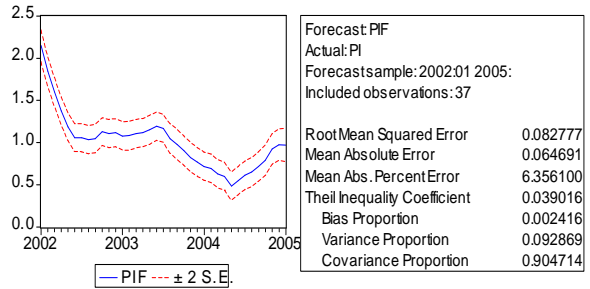 2.5
2.0
1.5
1.0
0.5
0.0
2002 2003 2004 2005
PIF ± 2 S.E.
Forecast: PIF
Actual: PI
Forecast sample: 2002:01 2005:
Included observations: 37
Root Mean Squared Error 0.082777
Mean Absolute Error 0.064691
Mean Abs. Percent Error 6.356100
Theil Inequality Coefficient 0.039016
Bias Proportion 0.002416
Variance Proportion 0.092869
Covariance Proportion 0.904714